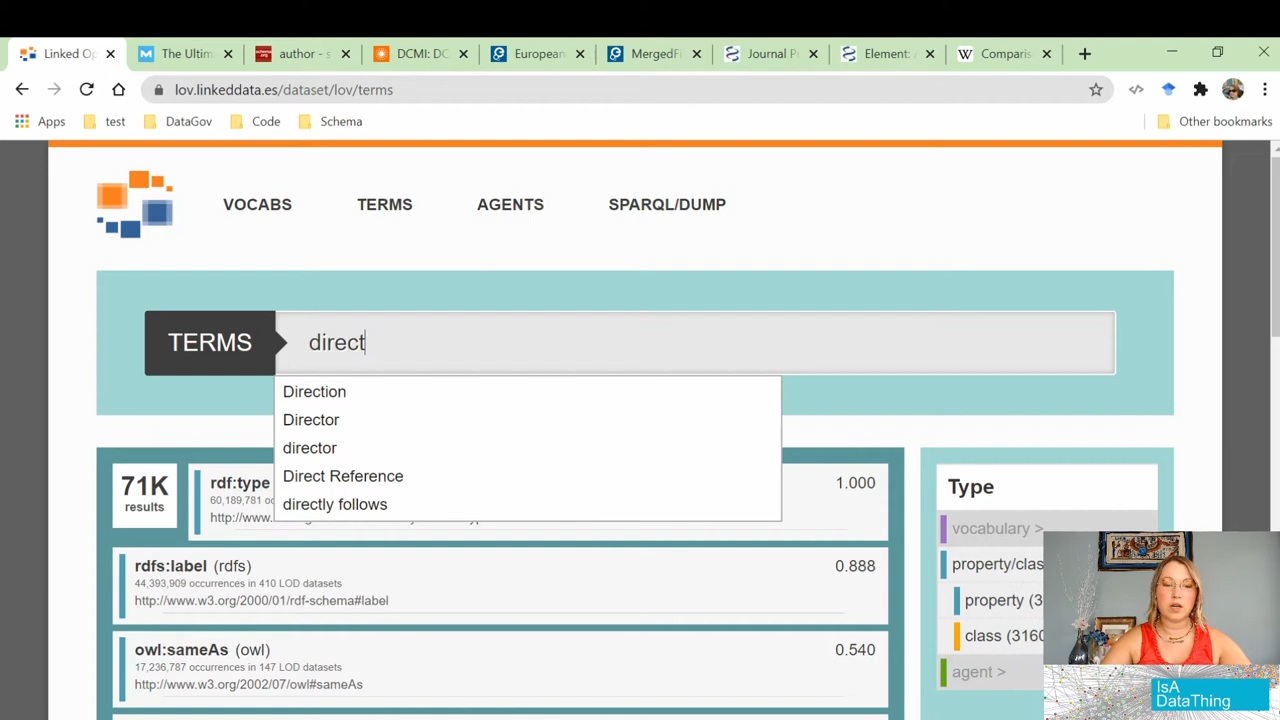 Linked Op
The Ultim
author - s
DCMI: DC
European
MergedFi
Journal Pu
Element: A
Comparis
lov.linkeddata.es/dataset/lov/terms
Apps
test
DataGov
Code
Schema
Other bookmarks
VOCABS
TERMS
AGENTS
SPARQL/DUMP
TERMS
direct
Direction
Director
director
Direct Reference
directly follows
71K
results
rdf:type
1.000
60,189,781 oc
http://www.
rdfs:label (rdfs)
0.888
44,393,909 occurrences in 410 LOD datasets
http://www.w3.org/2000/01/rdf-schema#label
owl:sameAs (owl)
0.540
17,236,787 occurrences in 147 LOD datasets
http://www.w3.org/2002/07/owl#sameAs
Type
vocabulary >
property/clas
property (3
class (3160
agent >
IsA
DataThing